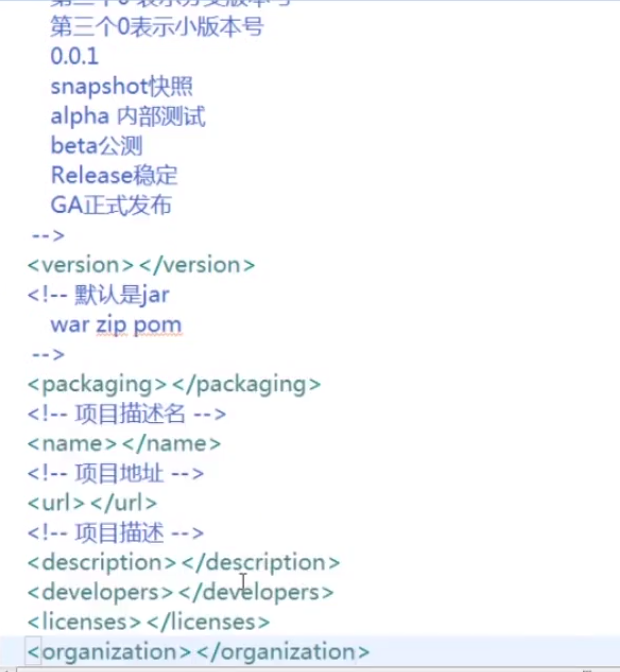 第三个0表示小版本号
0.0.1
snapshot快照
alpha 内部测试
beta公测
Release稳定
GA正式发布
-->
<version></version>
<!-- 默认是jar
war zip pom
-->
<packaging></packaging>
<!-- 项目描述名 -->
<name></name>
<!-- 项目地址 -->
<url></url>
<!-- 项目描述 -->
<description></description>
<developers></developers>
<licenses></licenses>
<organization></organization>